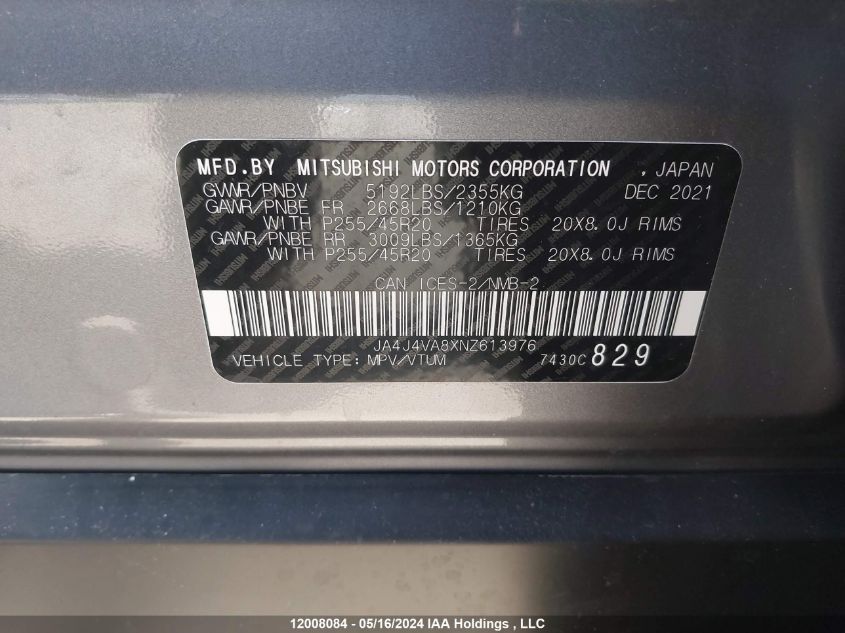 MFD.BY MITSUBISHI MOTORS CORPORATION , JAPAN
GVWR/PNBV 5192LBS/2355KG DEC 2021
GAWR/PNBE FR 2668LBS/1210KG
WITH P255/45R20 TIRES 20X8.0J RIMS
GAWR/PNBE RR 3009LBS/1365KG
WITH P255/45R20 TIRES 20X8.0J RIMS
CAN ICES-2/NMB-2
JA4J4VA8XNZ613976
VEHICLE TYPE: MPV/VTUM 7430C 829
12008084 - 05/16/2024 IAA Holdings , LLC